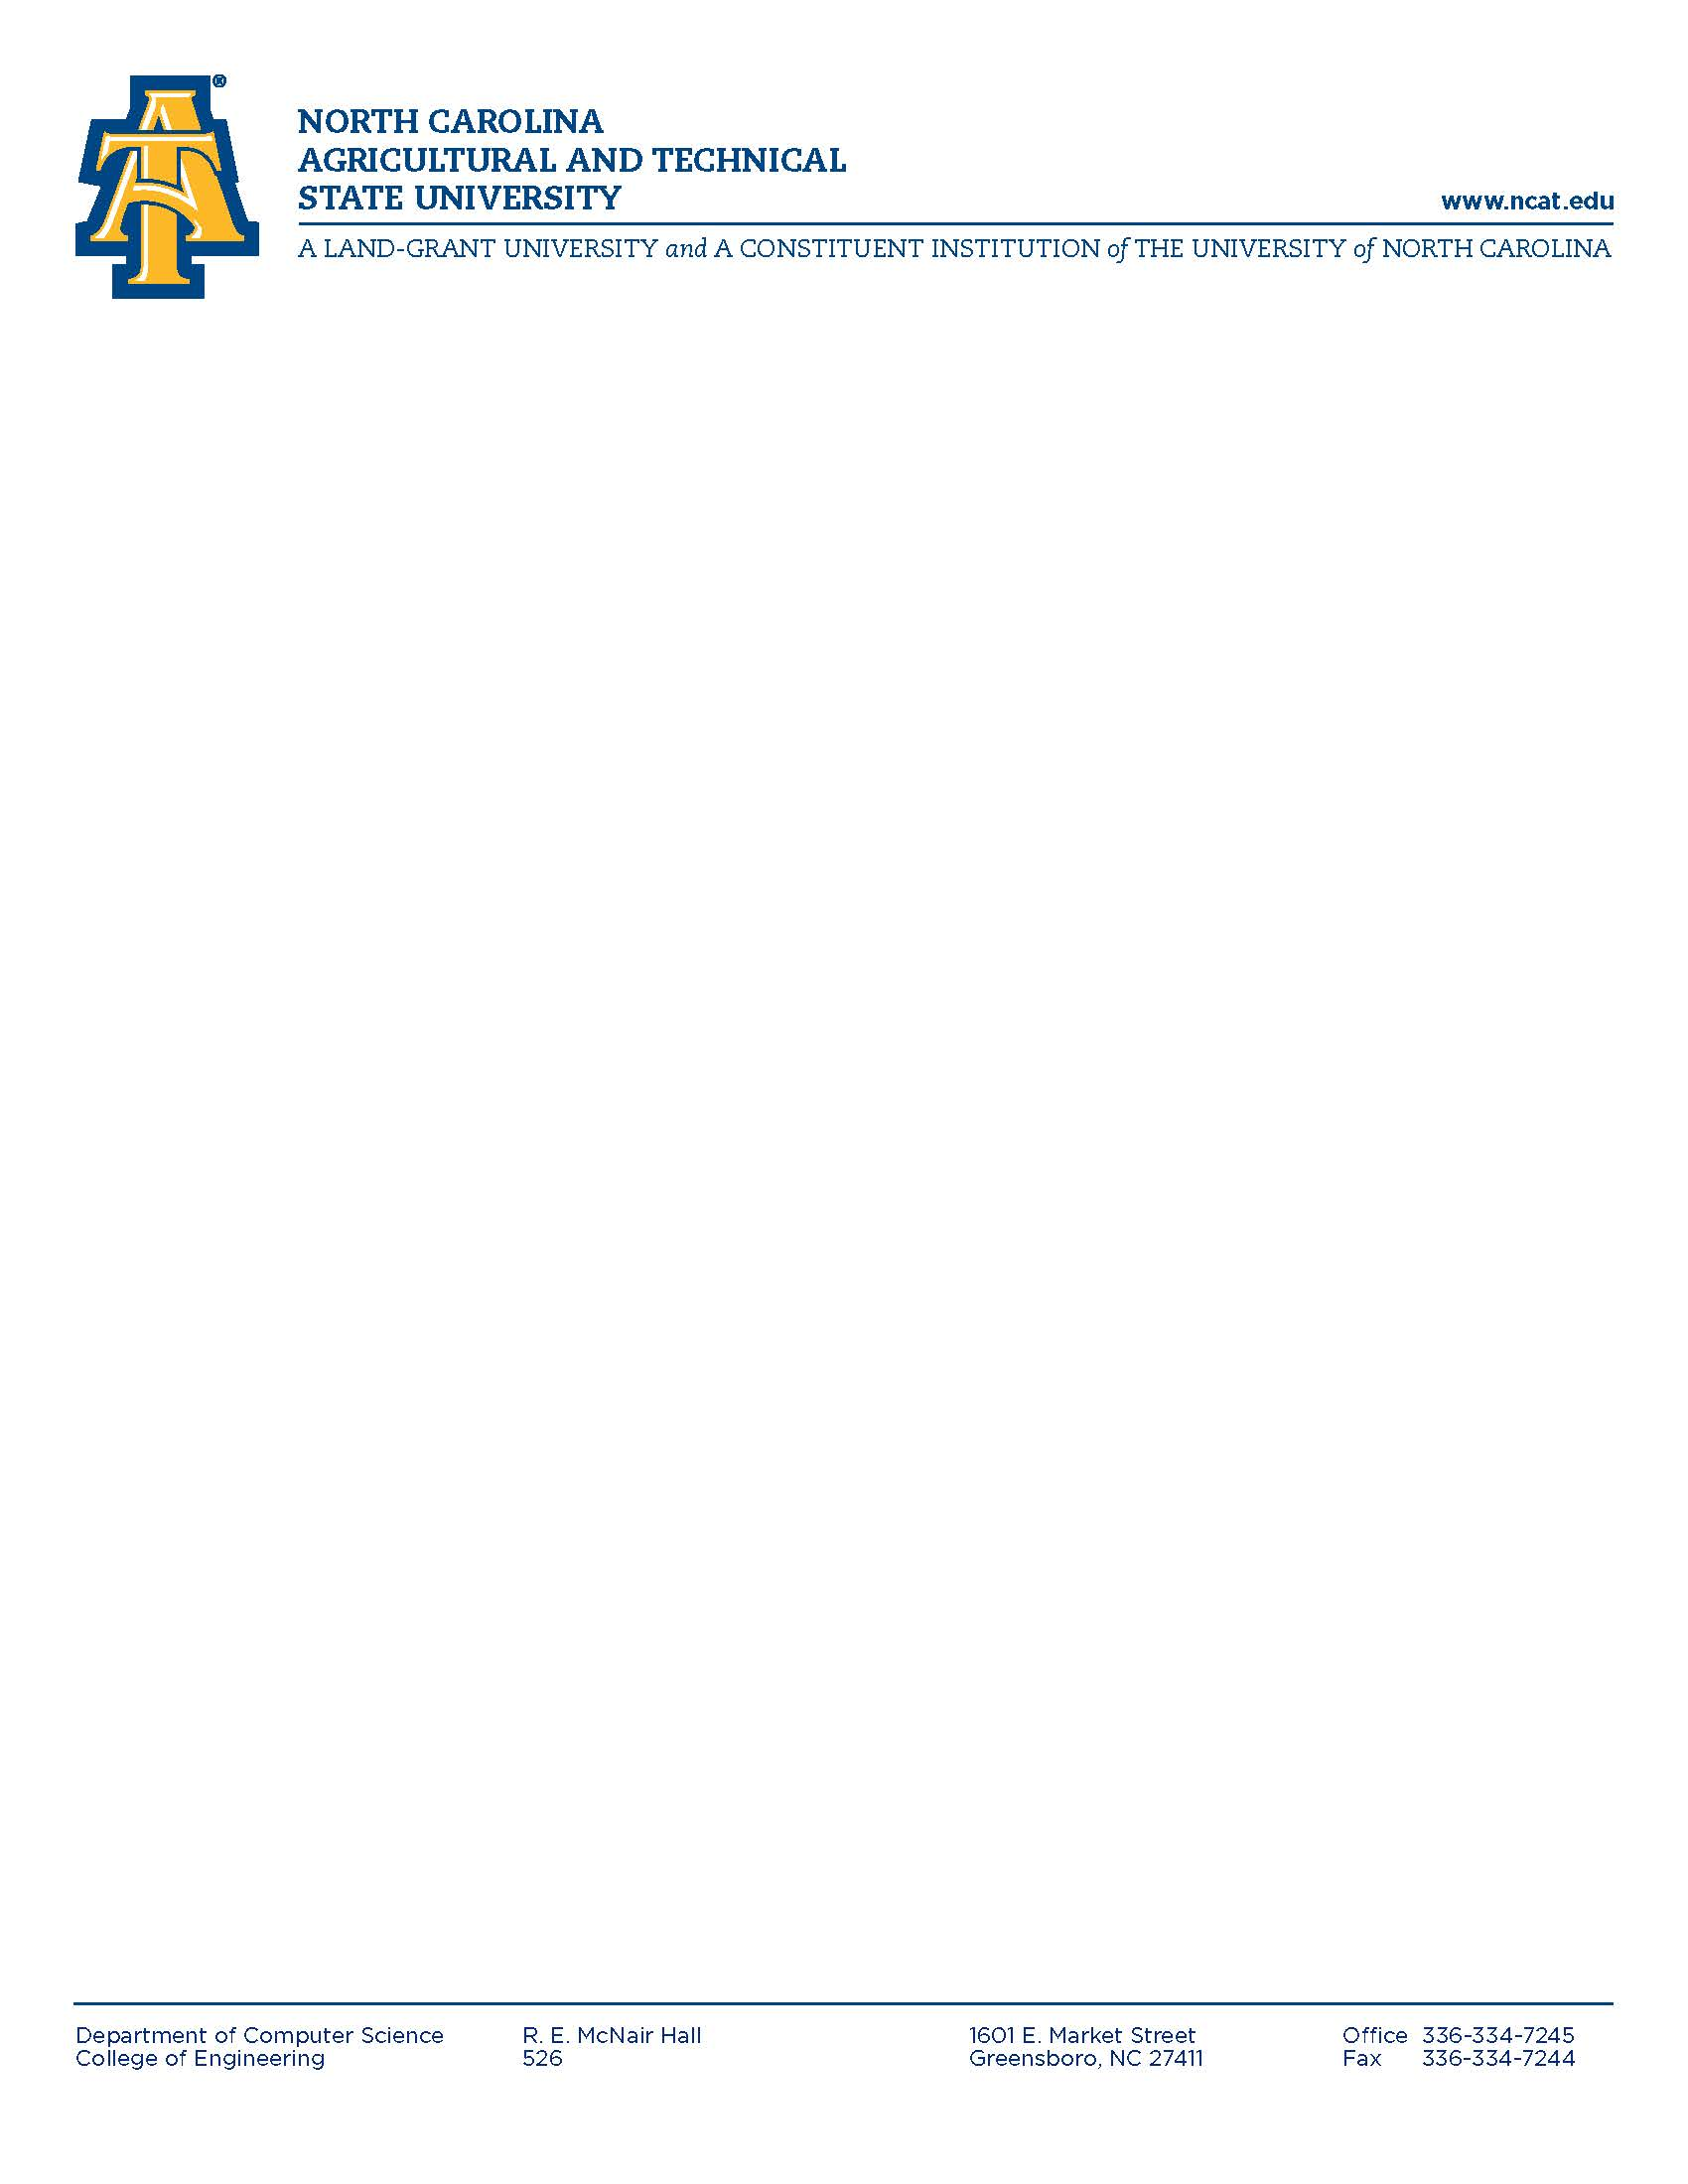 AT®
NORTH CAROLINA
AGRICULTURAL AND TECHNICAL
STATE UNIVERSITY
www.ncat.edu
A LAND-GRANT UNIVERSITY and A CONSTITUENT INSTITUTION of THE UNIVERSITY of NORTH CAROLINA
Department of Computer Science
College of Engineering
R. E. McNair Hall
526
1601 E. Market Street
Greensboro, NC 27411
Office 336-334-7245
Fax 336-334-7244